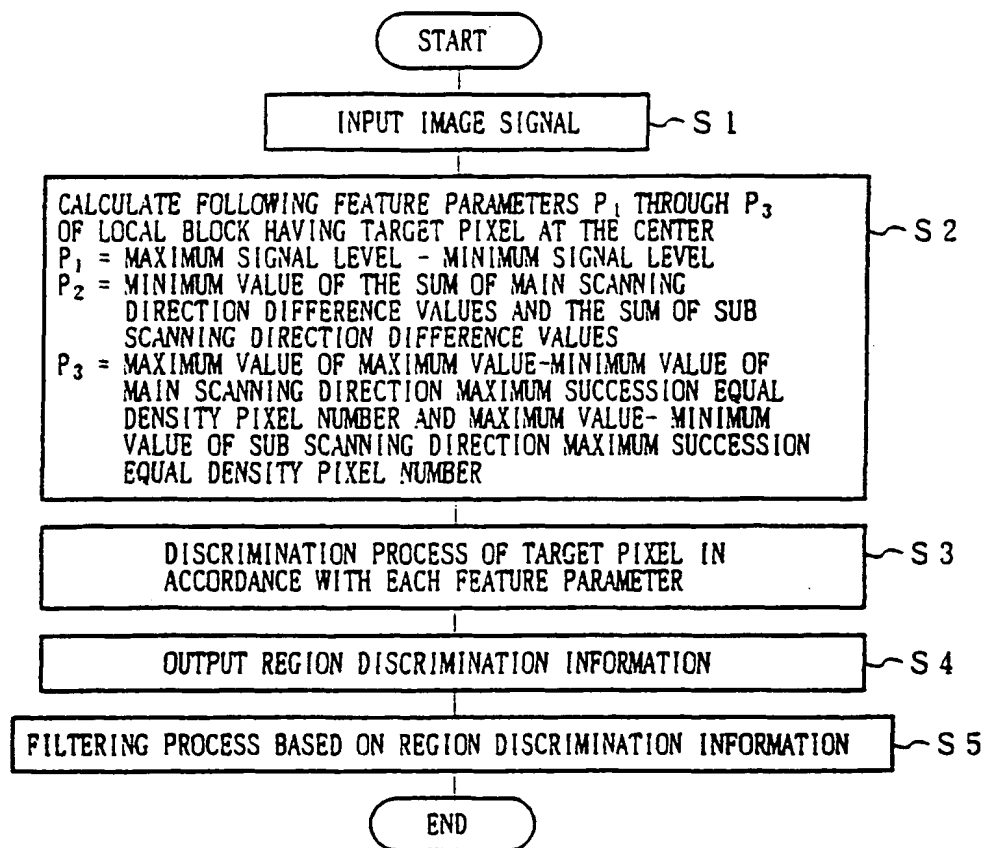 START
INPUT IMAGE SIGNAL
S 1
CALCULATE FOLLOWING FEATURE PARAMETERS P1 THROUGH P3
OF LOCAL BLOCK HAVING TARGET PIXEL AT THE CENTER
S 2
P1 = MAXIMUM SIGNAL LEVEL - MINIMUM SIGNAL LEVEL
P2 = MINIMUM VALUE OF THE SUM OF MAIN SCANNING
DIRECTION DIFFERENCE VALUES AND THE SUM OF SUB
SCANNING DIRECTION DIFFERENCE VALUES
P3 = MAXIMUM VALUE OF MAXIMUM VALUE-MINIMUM VALUE OF
MAIN SCANNING DIRECTION MAXIMUM SUCCESSION EQUAL
DENSITY PIXEL NUMBER AND MAXIMUM VALUE- MINIMUM
VALUE OF SUB SCANNING DIRECTION MAXIMUM SUCCESSION
EQUAL DENSITY PIXEL NUMBER
DISCRIMINATION PROCESS OF TARGET PIXEL IN
ACCORDANCE WITH EACH FEATURE PARAMETER
S 3
OUTPUT REGION DISCRIMINATION INFORMATION
S 4
FILTERING PROCESS BASED ON REGION DISCRIMINATION INFORMATION
S 5
END